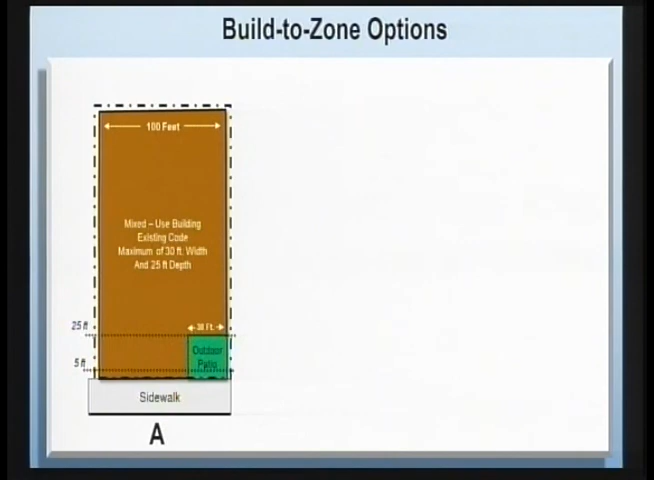 Build-to-Zone Options
100 Feet
Mixed – Use Building
Existing Code
Maximum of 30 ft. Width
And 25 ft Depth
25 ft
30 Ft.
Outdoor
Patio
5 ft
Sidewalk
A